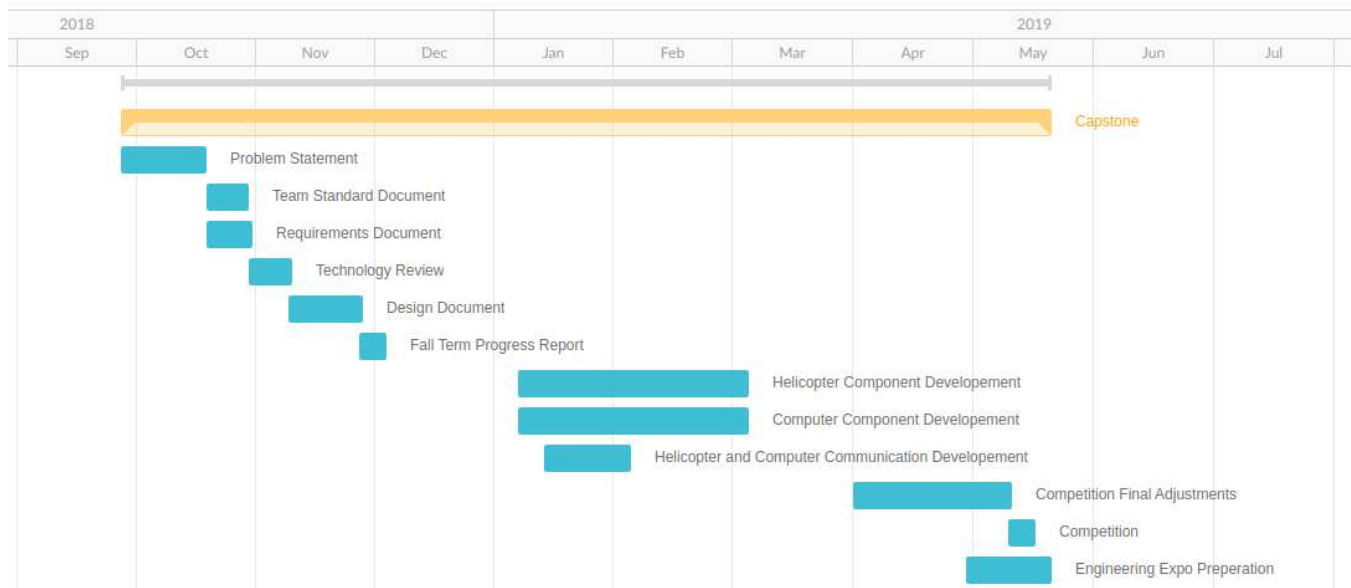 2018 2019
Sep Oct Nov Dec Jan Feb Mar Apr May Jun Jul
Capstone
Problem Statement
Team Standard Document
Requirements Document
Technology Review
Design Document
Fall Term Progress Report
Helicopter Component Developement
Computer Component Developement
Helicopter and Computer Communication Developement
Competition Final Adjustments
Competition
Engineering Expo Preperation